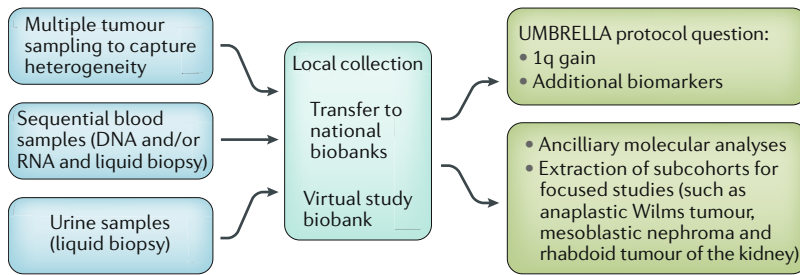 Multiple tumour
sampling to capture
heterogeneity
Sequential blood
samples (DNA and/or
RNA and liquid biopsy)
Urine samples
(liquid biopsy)
Local collection
Transfer to
national
biobanks
Virtual study
biobank
UMBRELLA protocol question:
• 1q gain
• Additional biomarkers
• Ancilliary molecular analyses
• Extraction of subcohorts for
focused studies (such as
anaplastic Wilms tumour,
mesoblastic nephroma and
rhabdoid tumour of the kidney)